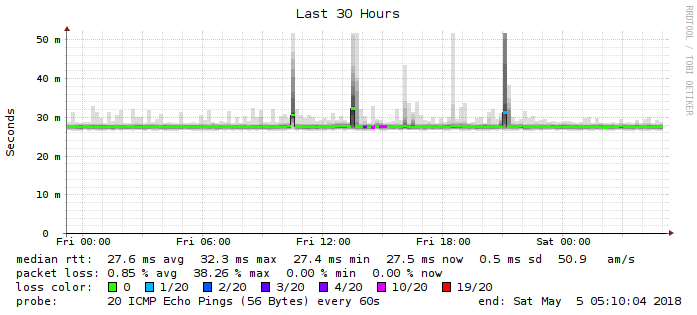 Last 30 Hours
RRDTOOL / TOBI OETIKER
Seconds
50 m
40 m
30 m
20 m
10 m
0
Fri 00:00 Fri 06:00 Fri 12:00 Fri 18:00 Sat 00:00
median rtt: 27.6 ms avg 32.3 ms max 27.4 ms min 27.5 ms now 0.5 ms sd 50.9 am/s
packet loss: 0.85 % avg 38.26 % max 0.00 % min 0.00 % now
loss color: 0 1/20 2/20 3/20 4/20 10/20 19/20
probe: 20 ICMP Echo Pings (56 Bytes) every 60s end: Sat May 5 05:10:04 2018